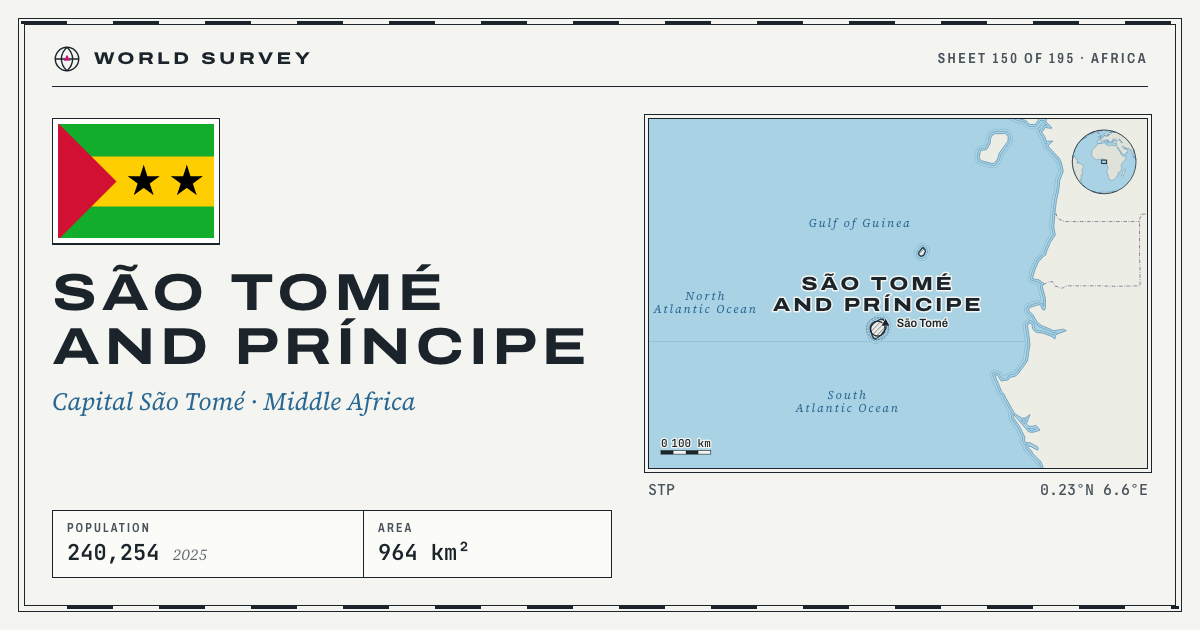 WORLD SURVEY
SHEET 150 OF 195 · AFRICA
SÃO TOMÉ
AND PRÍNCIPE
Capital São Tomé · Middle Africa
POPULATION
240,254 2025
AREA
964 km²
Gulf of Guinea
SÃO TOMÉ
AND PRÍNCIPE
North
Atlantic Ocean
São Tomé
South
Atlantic Ocean
0 100 km
STP
0.23°N 6.6°E